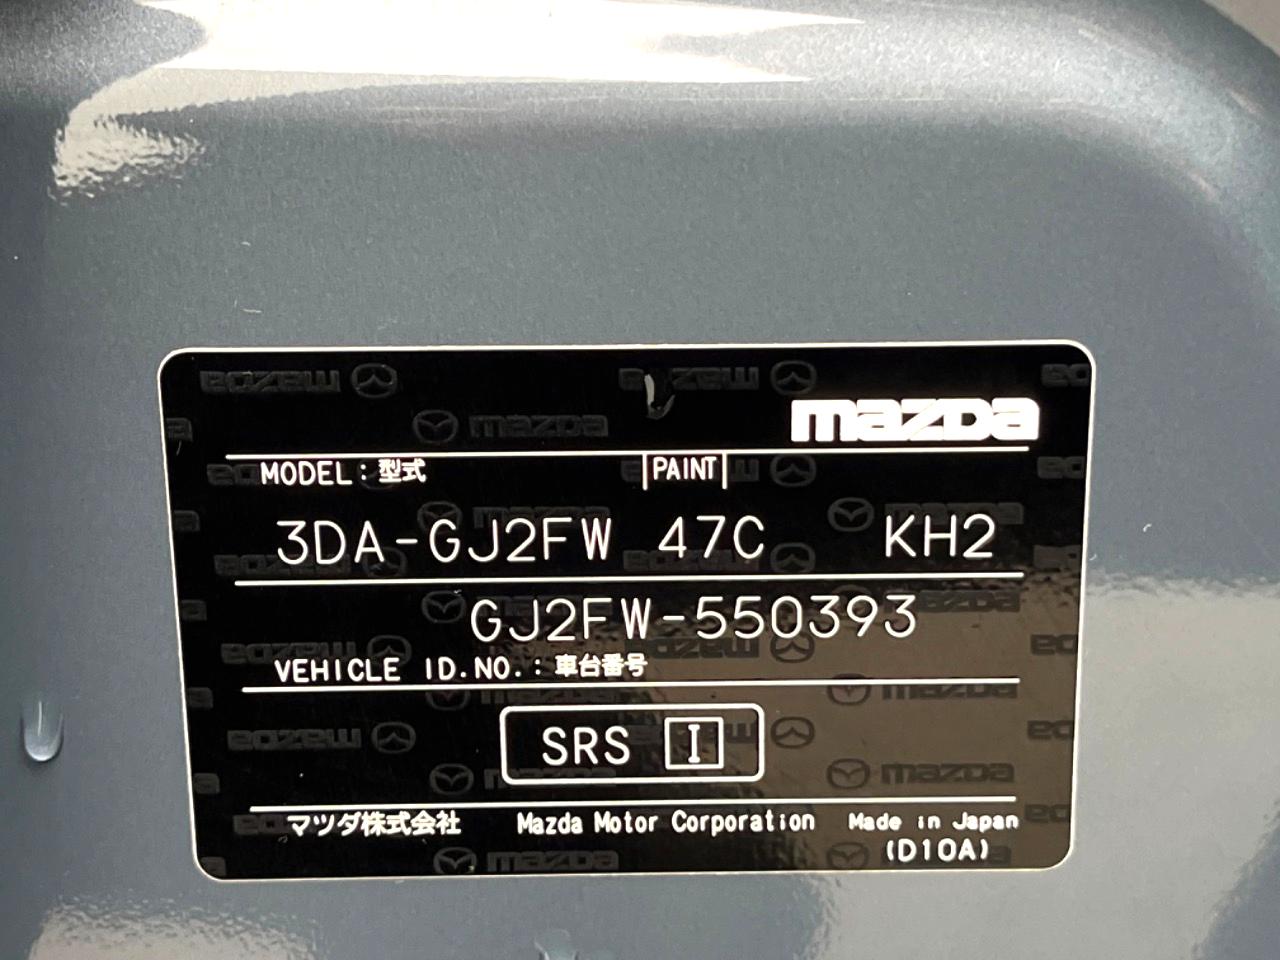 mazda
MODEL : 型式 PAINT
3DA-GJ2FW 47C KH2
GJ2FW-550393
VEHICLE ID.NO. : 車台番号
SRS I
マツダ株式会社 Mazda Motor Corporation Made in Japan
(D10A)